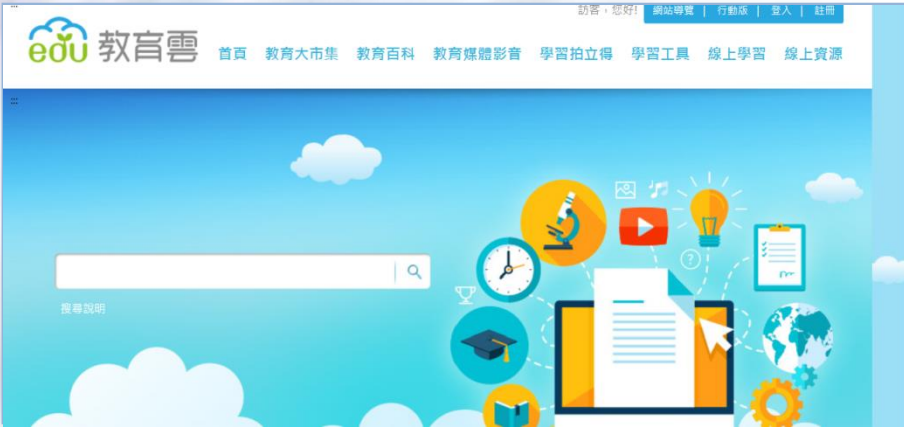 訪客，您好! 網站導覽 | 行動版 | 登入 | 註冊
edu 教育雲 首頁 教育大市集 教育百科 教育媒體影音 學習拍立得 學習工具 線上學習 線上資源
:::
搜尋說明